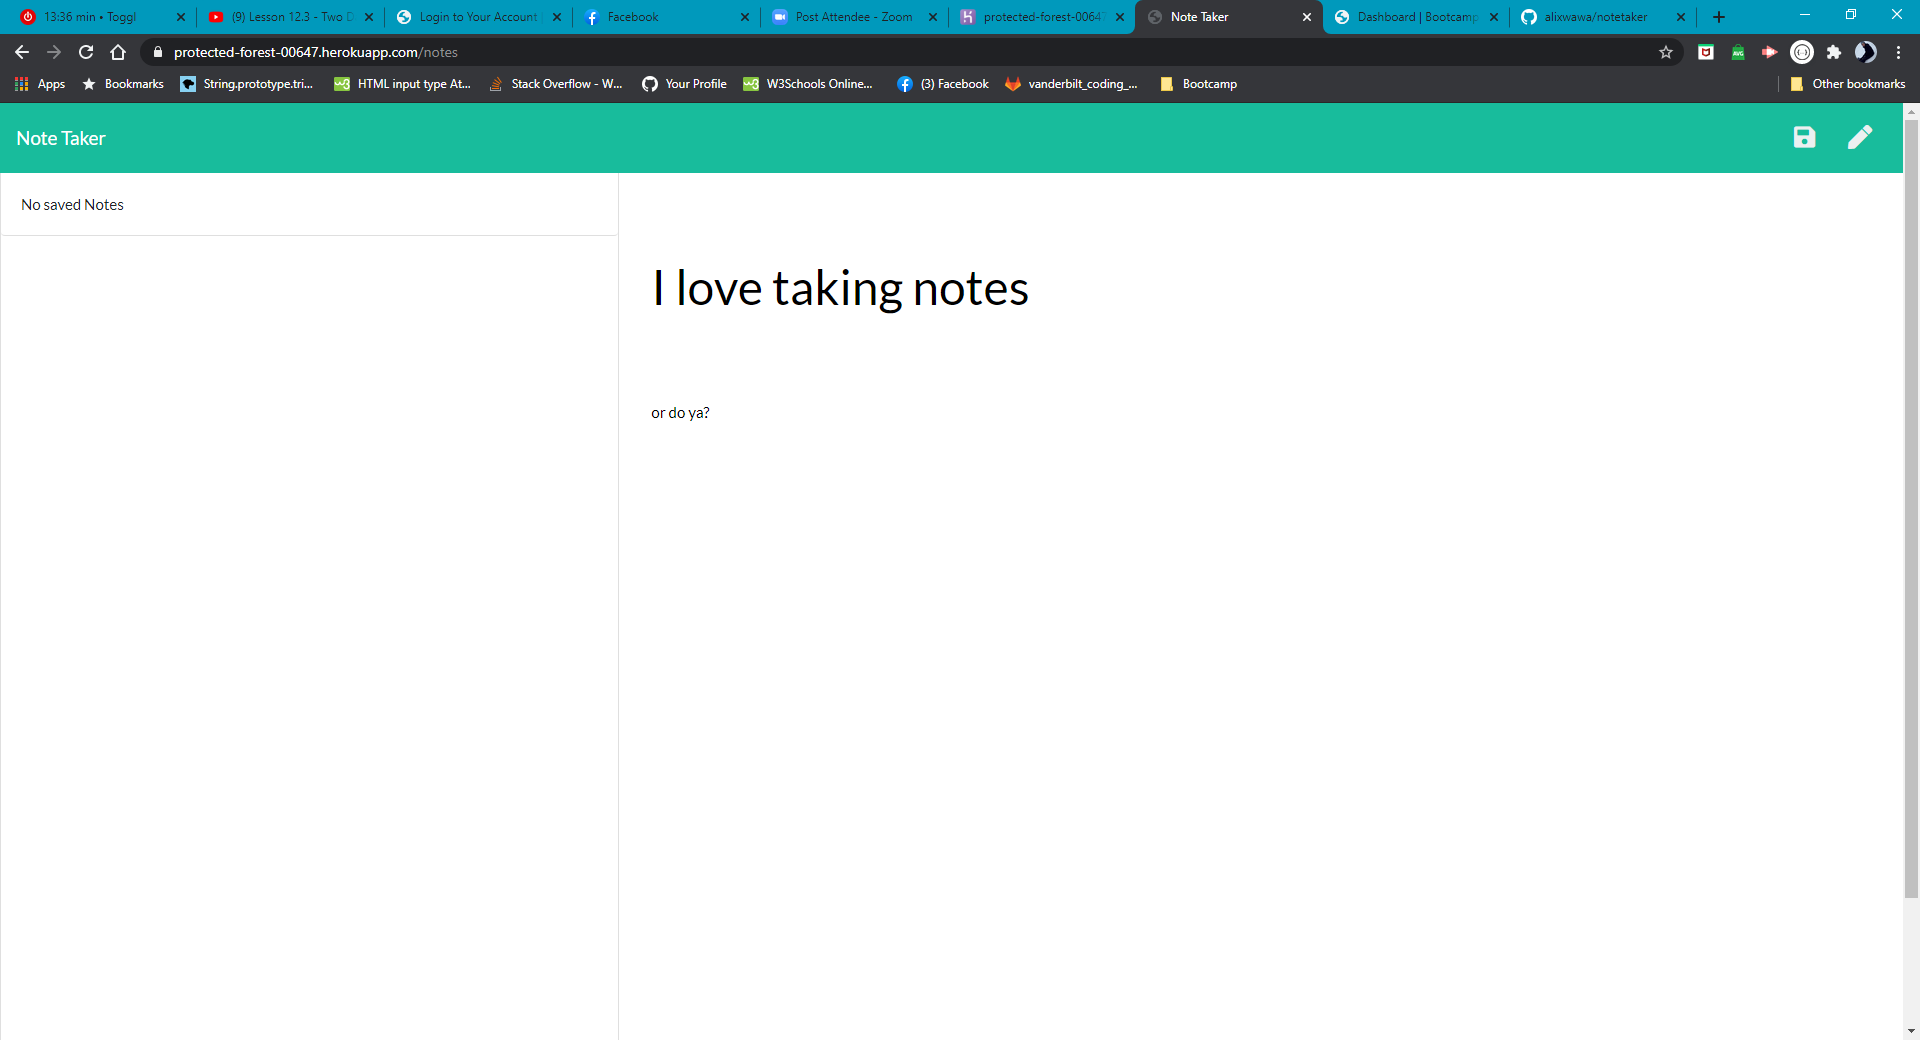 13:36 min • Toggl
(9) Lesson 12.3 - Two D
Login to Your Account
Facebook
Post Attendee - Zoom
protected-forest-00647
Note Taker
Dashboard | Bootcamp
alixwawa/notetaker
protected-forest-00647.herokuapp.com/notes
Apps
Bookmarks
String.prototype.tri...
HTML input type At...
Stack Overflow - W...
Your Profile
W3Schools Online...
(3) Facebook
vanderbilt_coding_...
Bootcamp
Other bookmarks
Note Taker
No saved Notes
I love taking notes
or do ya?